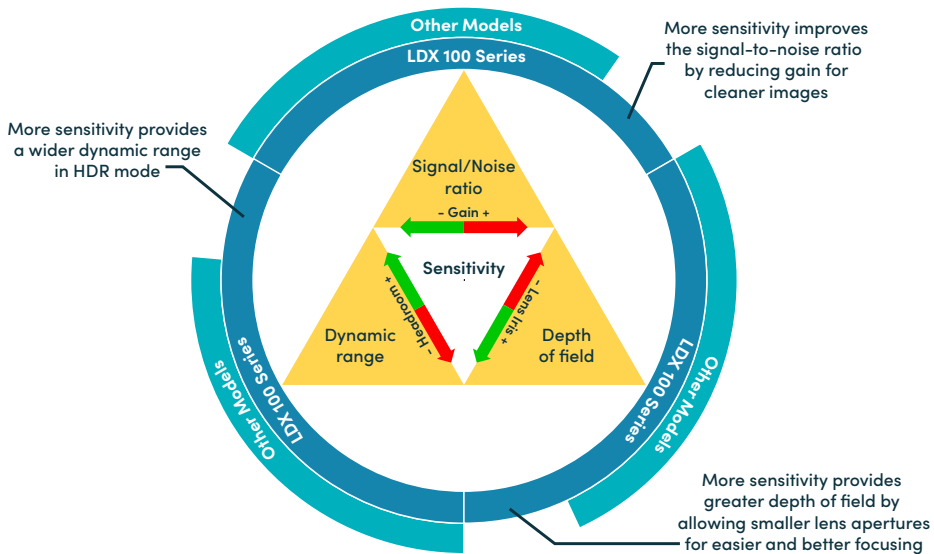 Other Models
LDX 100 Series
More sensitivity improves
the signal-to-noise ratio
by reducing gain for
cleaner images
More sensitivity provides
a wider dynamic range
in HDR mode
Signal/Noise
ratio
- Gain +
Sensitivity
- Headroom +
- Lens Iris +
Dynamic
range
Depth
of field
LDX 100 Series
Other Models
LDX 100 Series
Other Models
More sensitivity provides
greater depth of field by
allowing smaller lens apertures
for easier and better focusing